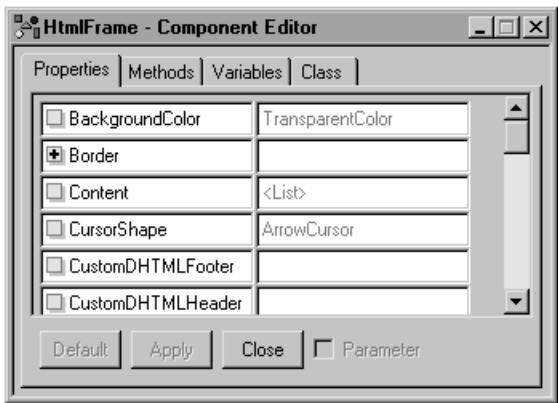 HtmlFrame - Component Editor
Properties Methods Variables Class
BackgroundColor TransparentColor
Border
Content <List>
CursorShape ArrowCursor
CustomDHTMLFooter
CustomDHTMLHeader
Default Apply Close Parameter